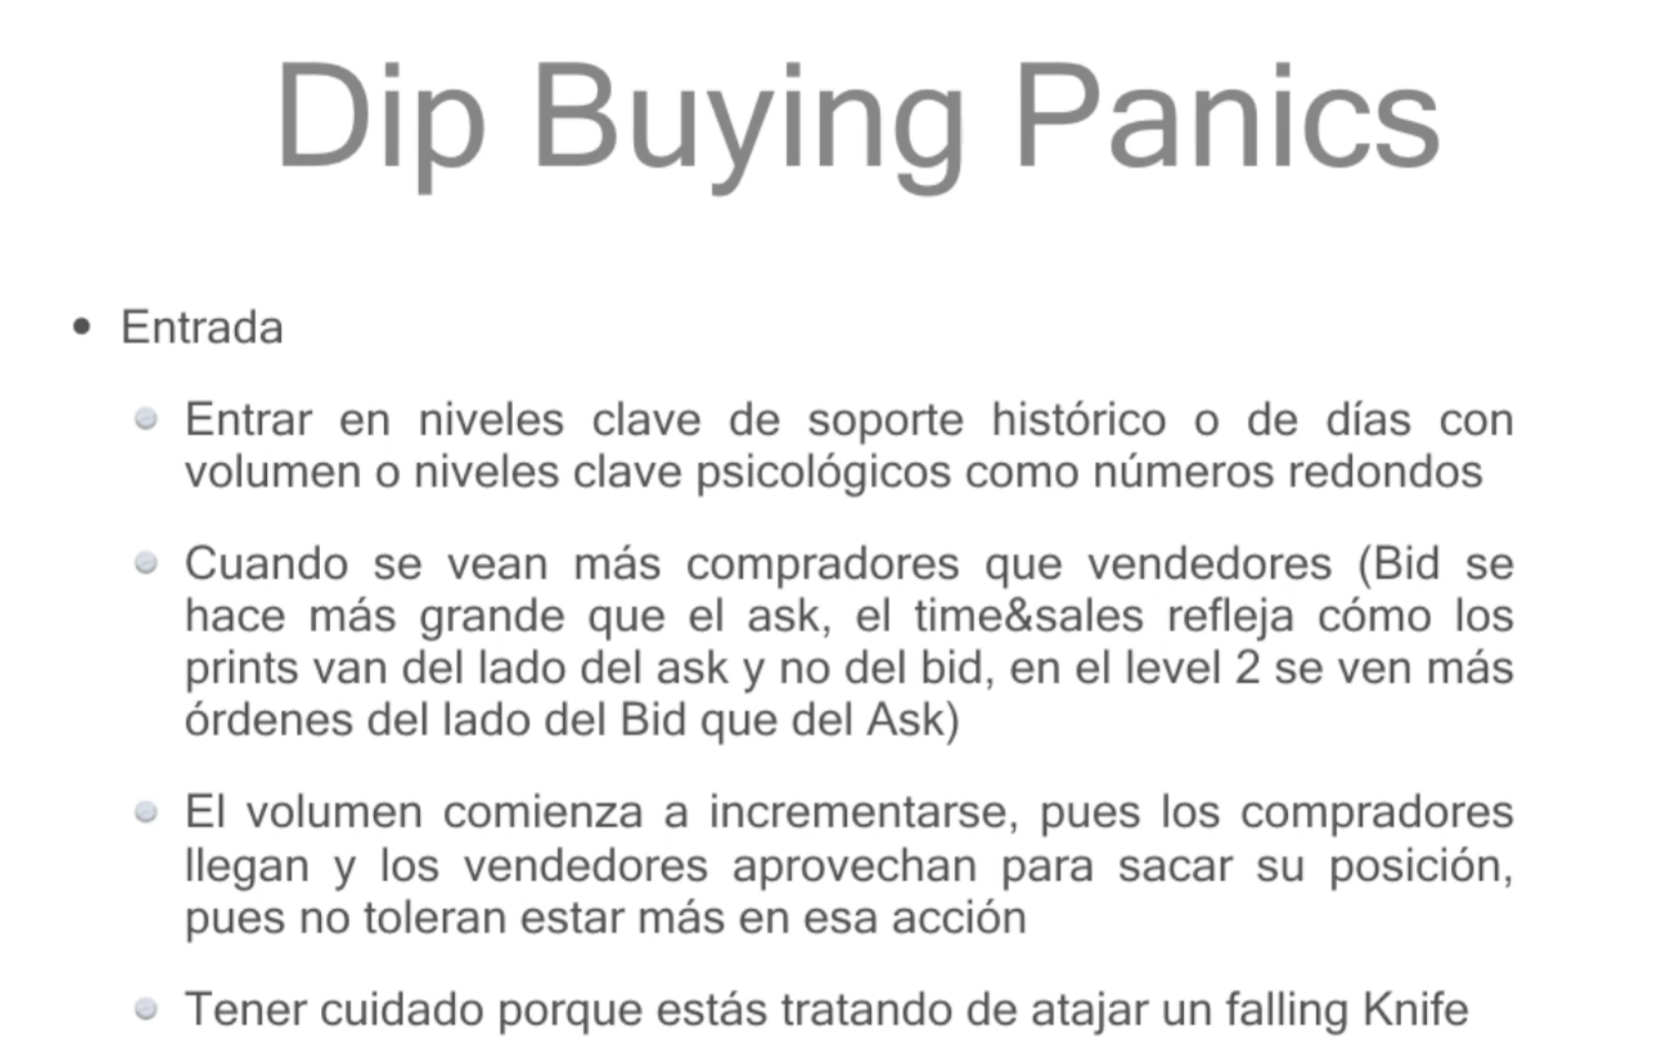 Dip Buying Panics
• Entrada
Entrar en niveles clave de soporte histórico o de días con
volumen o niveles clave psicológicos como números redondos
Cuando se vean más compradores que vendedores (Bid se
hace más grande que el ask, el time&sales refleja cómo los
prints van del lado del ask y no del bid, en el level 2 se ven más
órdenes del lado del Bid que del Ask)
El volumen comienza a incrementarse, pues los compradores
llegan y los vendedores aprovechan para sacar su posición,
pues no toleran estar más en esa acción
Tener cuidado porque estás tratando de atajar un falling Knife